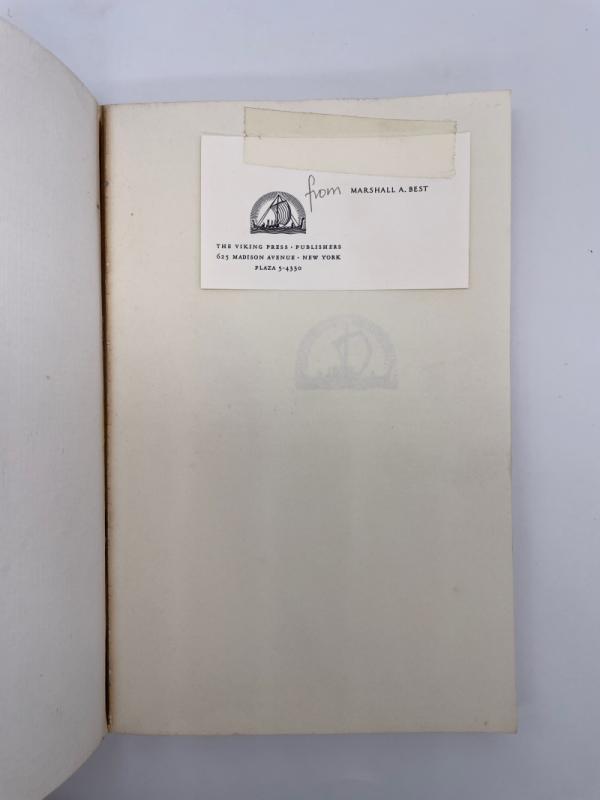 from MARSHALL A. BEST
THE VIKING PRESS · PUBLISHERS
625 MADISON AVENUE · NEW YORK
PLAZA 5-4330